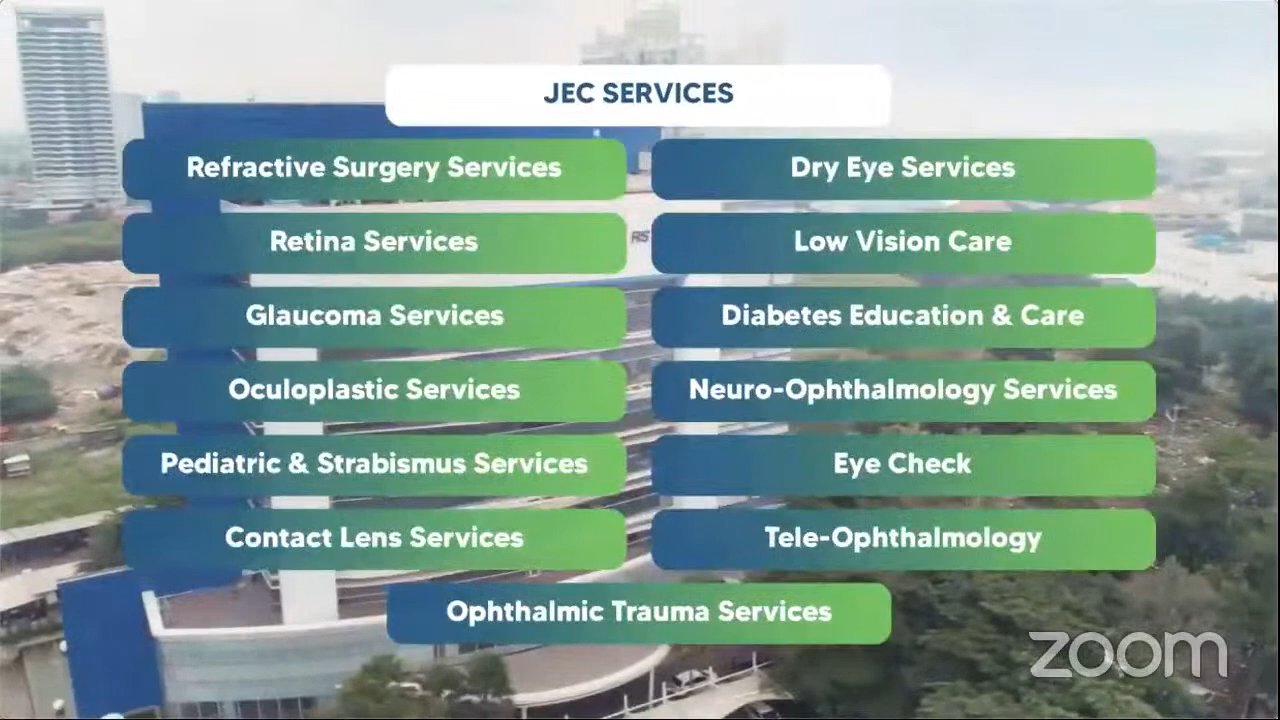 JEC SERVICES
Refractive Surgery Services
Dry Eye Services
Retina Services
Low Vision Care
Glaucoma Services
Diabetes Education & Care
Oculoplastic Services
Neuro-Ophthalmology Services
Pediatric & Strabismus Services
Eye Check
Contact Lens Services
Tele-Ophthalmology
Ophthalmic Trauma Services
zoom